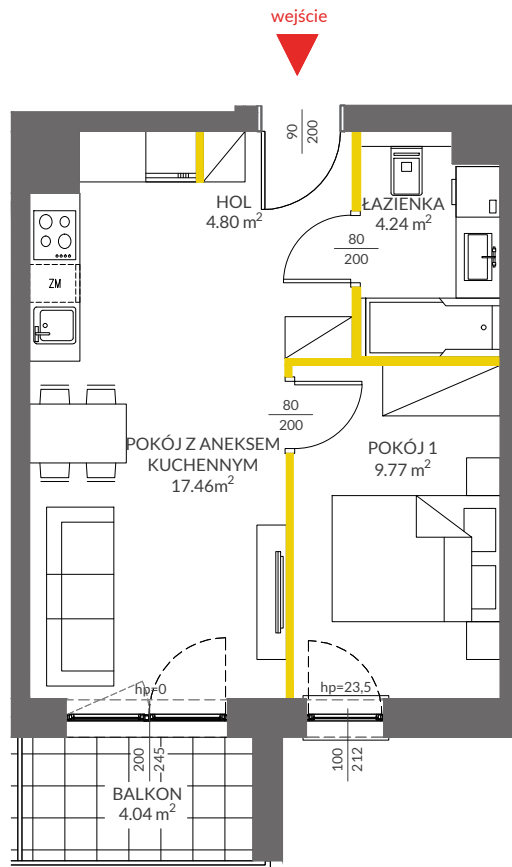 wejście
90
200
HOL
4.80 m²
ŁAZIENKA
4.24 m²
80
200
ZM
80
200
POKÓJ Z ANEKSEM
KUCHENNYM
17.46m²
POKÓJ 1
9.77 m²
hp=0
hp=23,5
200
245
100
212
BALKON
4.04 m²